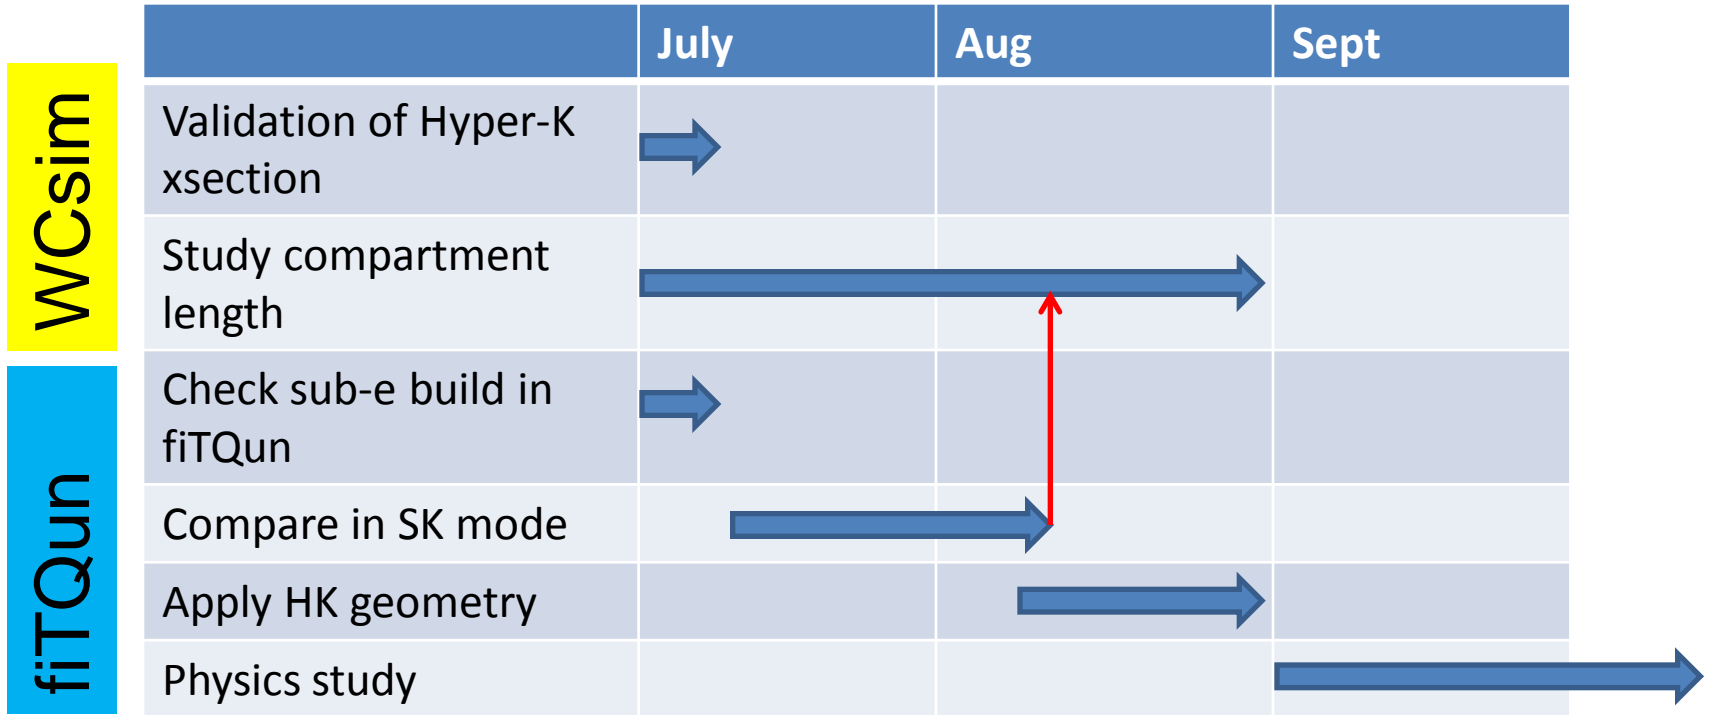 July Aug Sept
WCsim
Validation of Hyper-K
xsection
Study compartment
length
fiTQun
Check sub-e build in
fiTQun
Compare in SK mode
Apply HK geometry
Physics study